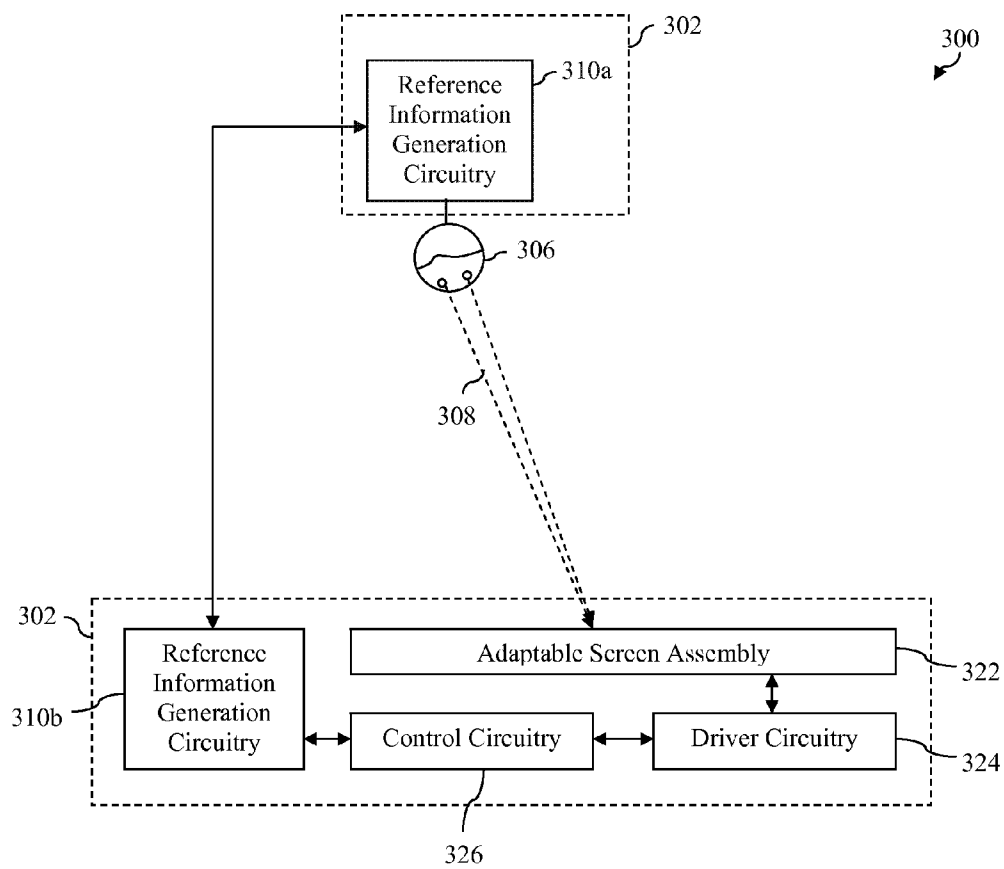 302
300
310a
Reference
Information
Generation
Circuitry
306
308
302
Reference
Information
Generation
Circuitry
310b
Adaptable Screen Assembly
322
Control Circuitry
Driver Circuitry
324
326